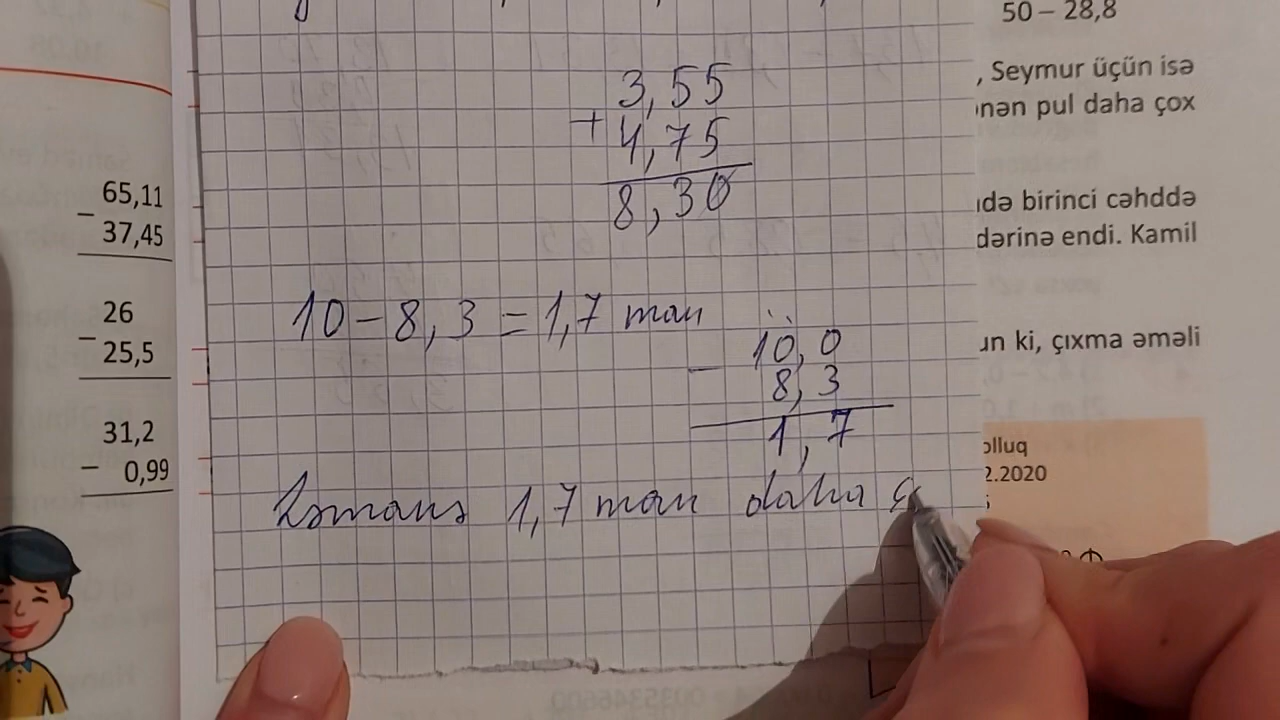 50 – 28,8
, Seymur üçün isə
nən pul daha çox
də birinci cəhddə
dərinə endi. Kamil
un ki, çıxma əməli
olluq
2.2020
65,11
– 37,45
26
– 25,5
31,2
– 0,99
3,55
+ 4,75
8,30
10 – 8,3 = 1,7 man
10,0
– 8,3
1,7
1,7 man daha ç